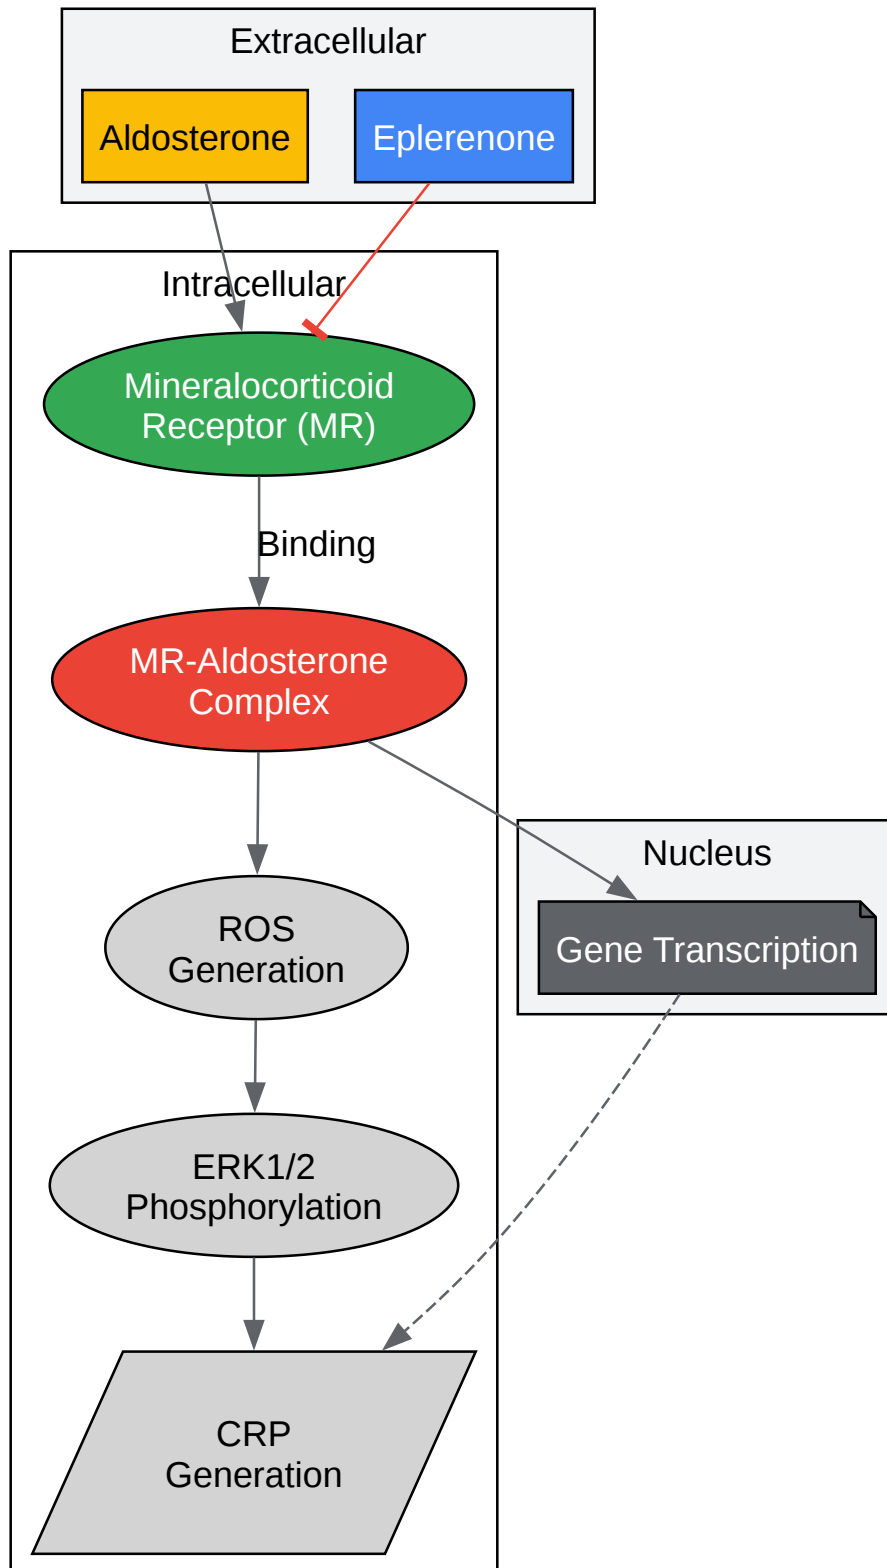 Extracellular
Aldosterone
Eplerenone
Intracellular
Mineralocorticoid
Receptor (MR)
Binding
MR-Aldosterone
Complex
Nucleus
ROS
Generation
Gene Transcription
ERK1/2
Phosphorylation
CRP
Generation